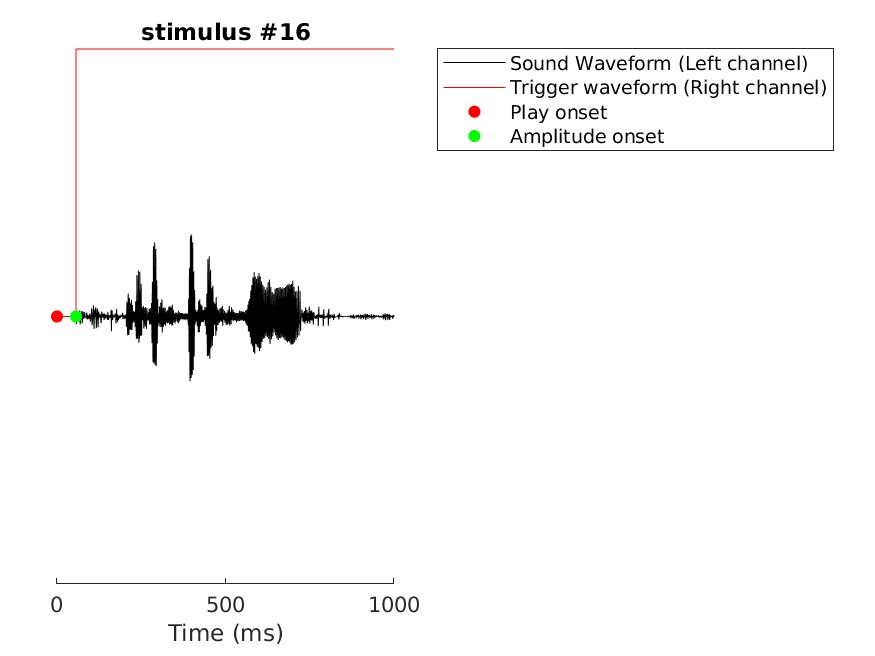 stimulus #16
Sound Waveform (Left channel)
Trigger waveform (Right channel)
Play onset
Amplitude onset
0 500 1000
Time (ms)